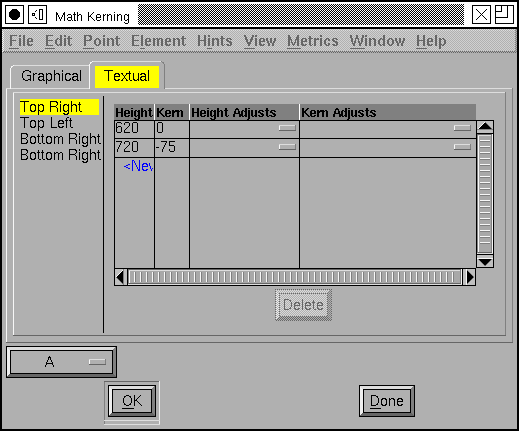 Math Kerning
File Edit Point Element Hints View Metrics Window Help
Graphical Textual
Top Right
Top Left
Bottom Right
Bottom Right
Height Kern Height Adjusts Kern Adjusts
620 0
720 -75
<Nev
Delete
A
OK Done